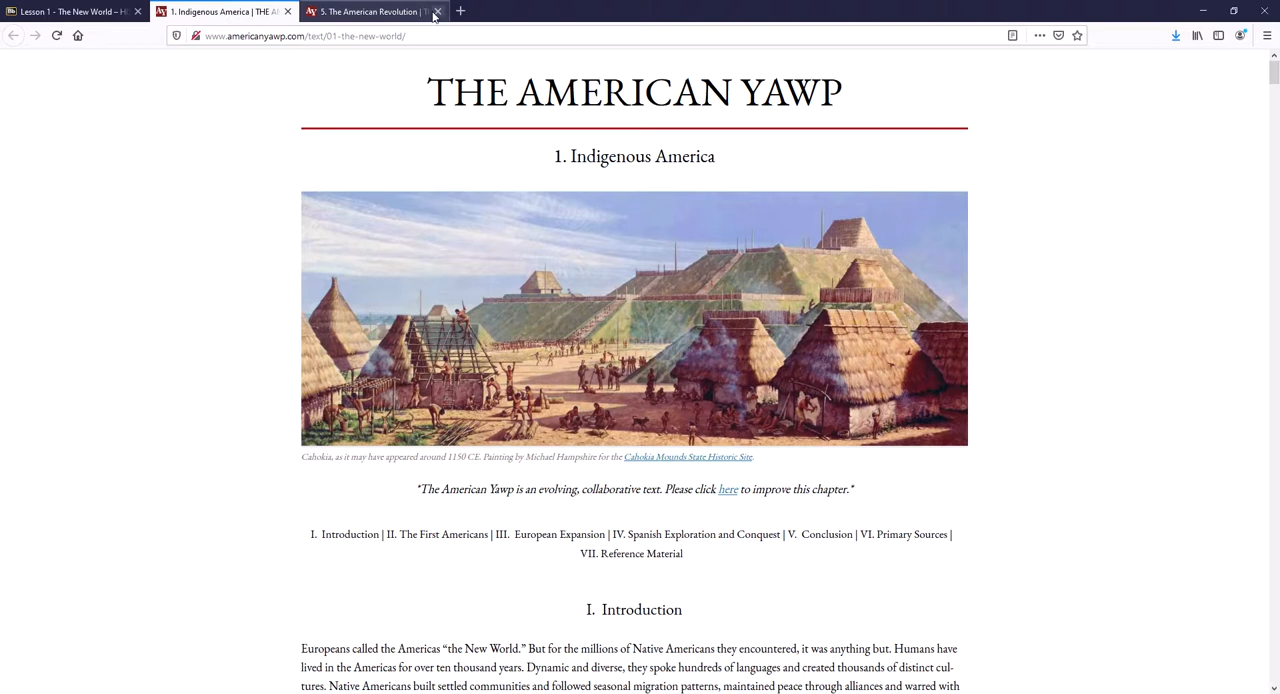 Lesson 1 - The New World – H
1. Indigenous America | THE A
5. The American Revolution |
www.americanyawp.com/text/01-the-new-world/
THE AMERICAN YAWP
1. Indigenous America
Cahokia, as it may have appeared around 1150 CE. Painting by Michael Hampshire for the Cahokia Mounds State Historic Site.
*The American Yawp is an evolving, collaborative text. Please click here to improve this chapter.*
I. Introduction | II. The First Americans | III. European Expansion | IV. Spanish Exploration and Conquest | V. Conclusion | VI. Primary Sources |
VII. Reference Material
I. Introduction
Europeans called the Americas “the New World.” But for the millions of Native Americans they encountered, it was anything but. Humans have
lived in the Americas for over ten thousand years. Dynamic and diverse, they spoke hundreds of languages and created thousands of distinct cul-
tures. Native Americans built settled communities and followed seasonal migration patterns, maintained peace through alliances and warred with